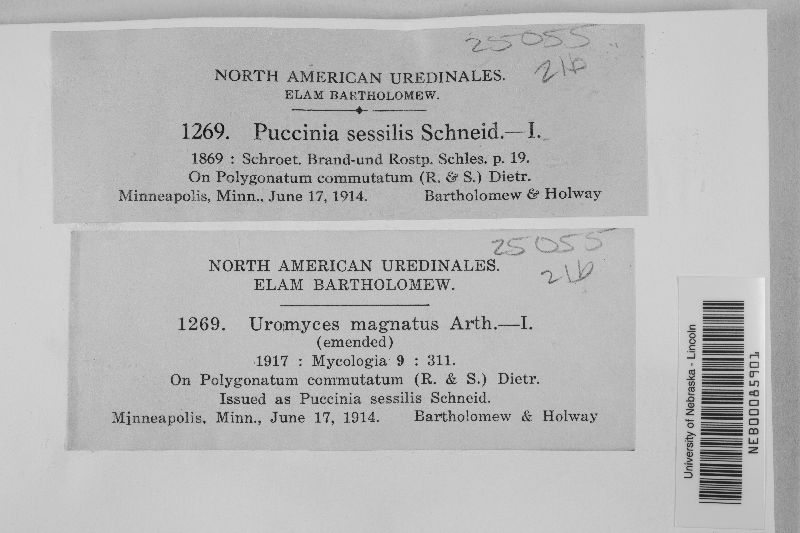 25055
21b
NORTH AMERICAN UREDINALES.
ELAM BARTHOLOMEW.
1269. Puccinia sessilis Schneid.—I.
1869 : Schroet. Brand-und Rostp. Schles. p. 19.
On Polygonatum commutatum (R. & S.) Dietr.
Minneapolis, Minn., June 17, 1914. Bartholomew & Holway
25055
21b
NORTH AMERICAN UREDINALES.
ELAM BARTHOLOMEW.
1269. Uromyces magnatus Arth.—I.
(emended)
1917 : Mycologia 9 : 311.
On Polygonatum commutatum (R. & S.) Dietr.
Issued as Puccinia sessilis Schneid.
Minneapolis, Minn., June 17, 1914. Bartholomew & Holway
University of Nebraska - Lincoln
NEB00085901